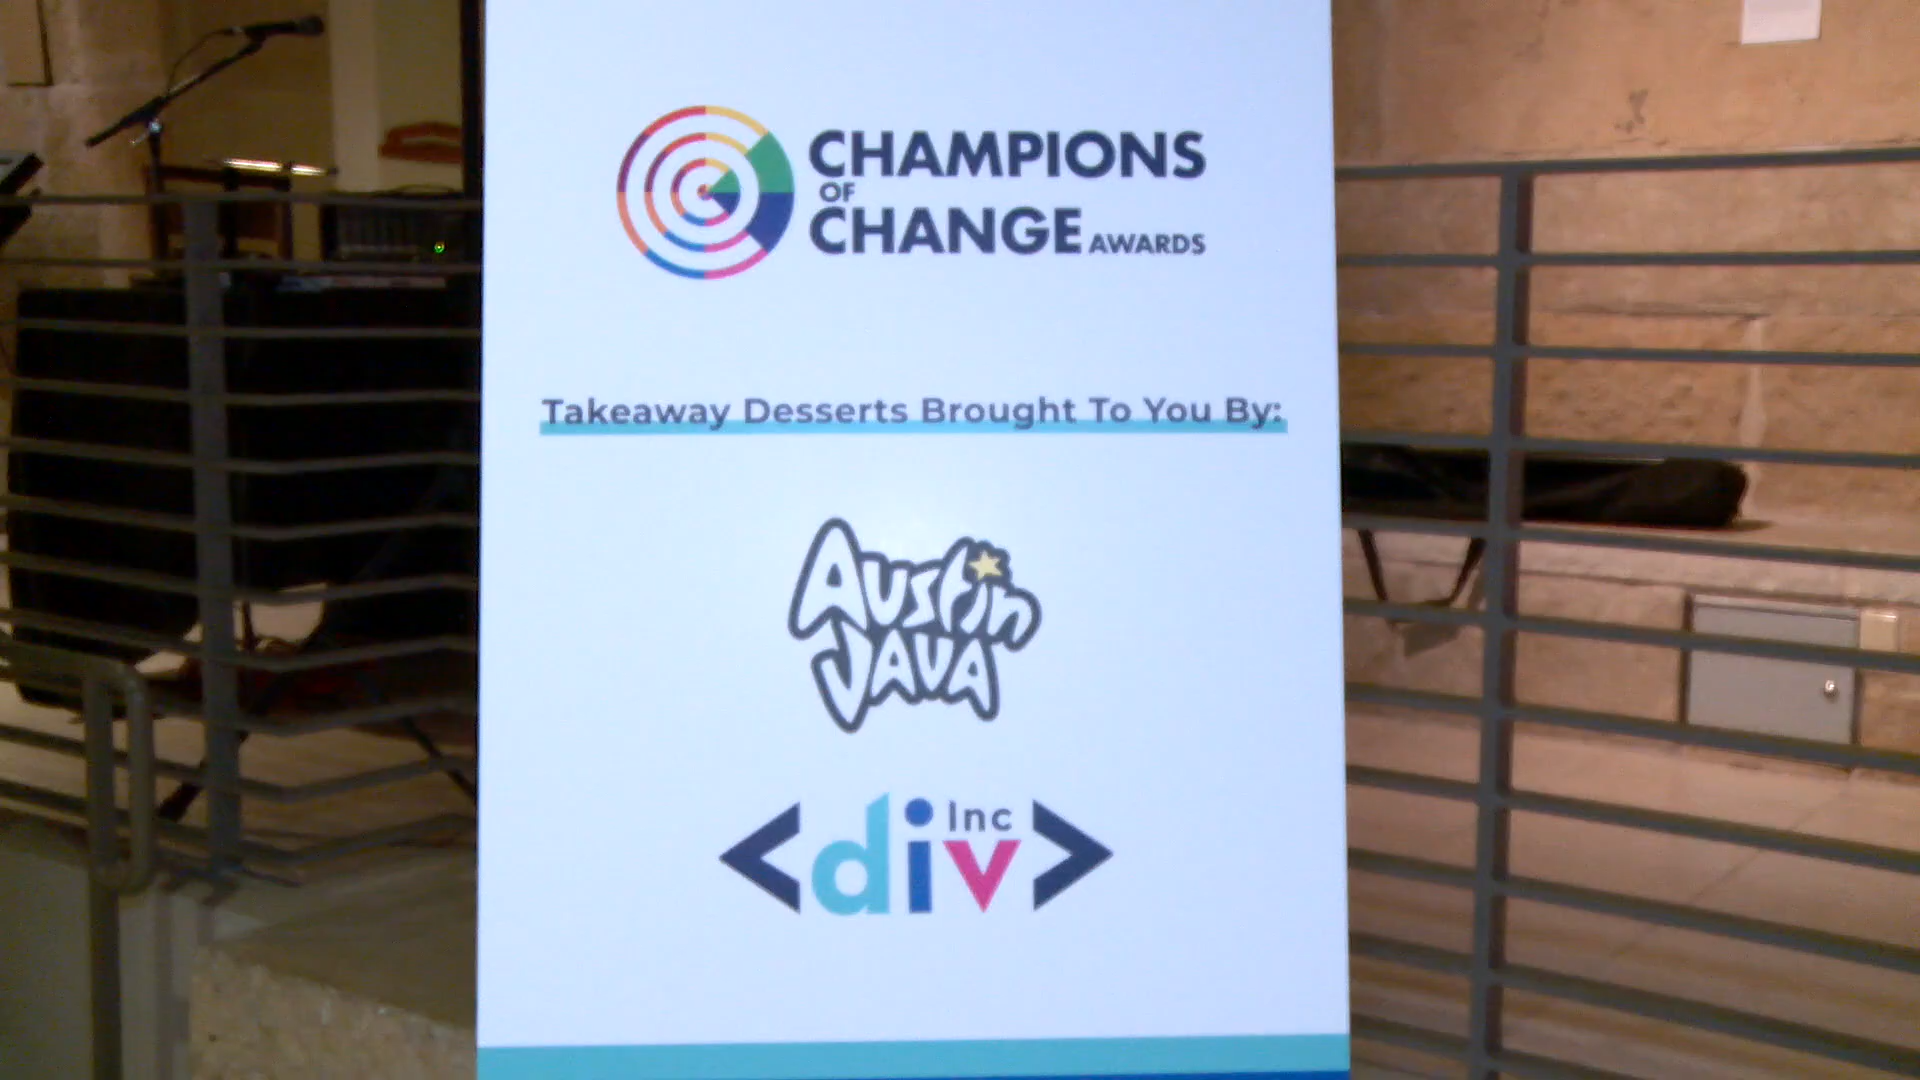 CHAMPIONS
OF
CHANGE AWARDS
Takeaway Desserts Brought To You By:
Austin
JAVA
<div Inc>